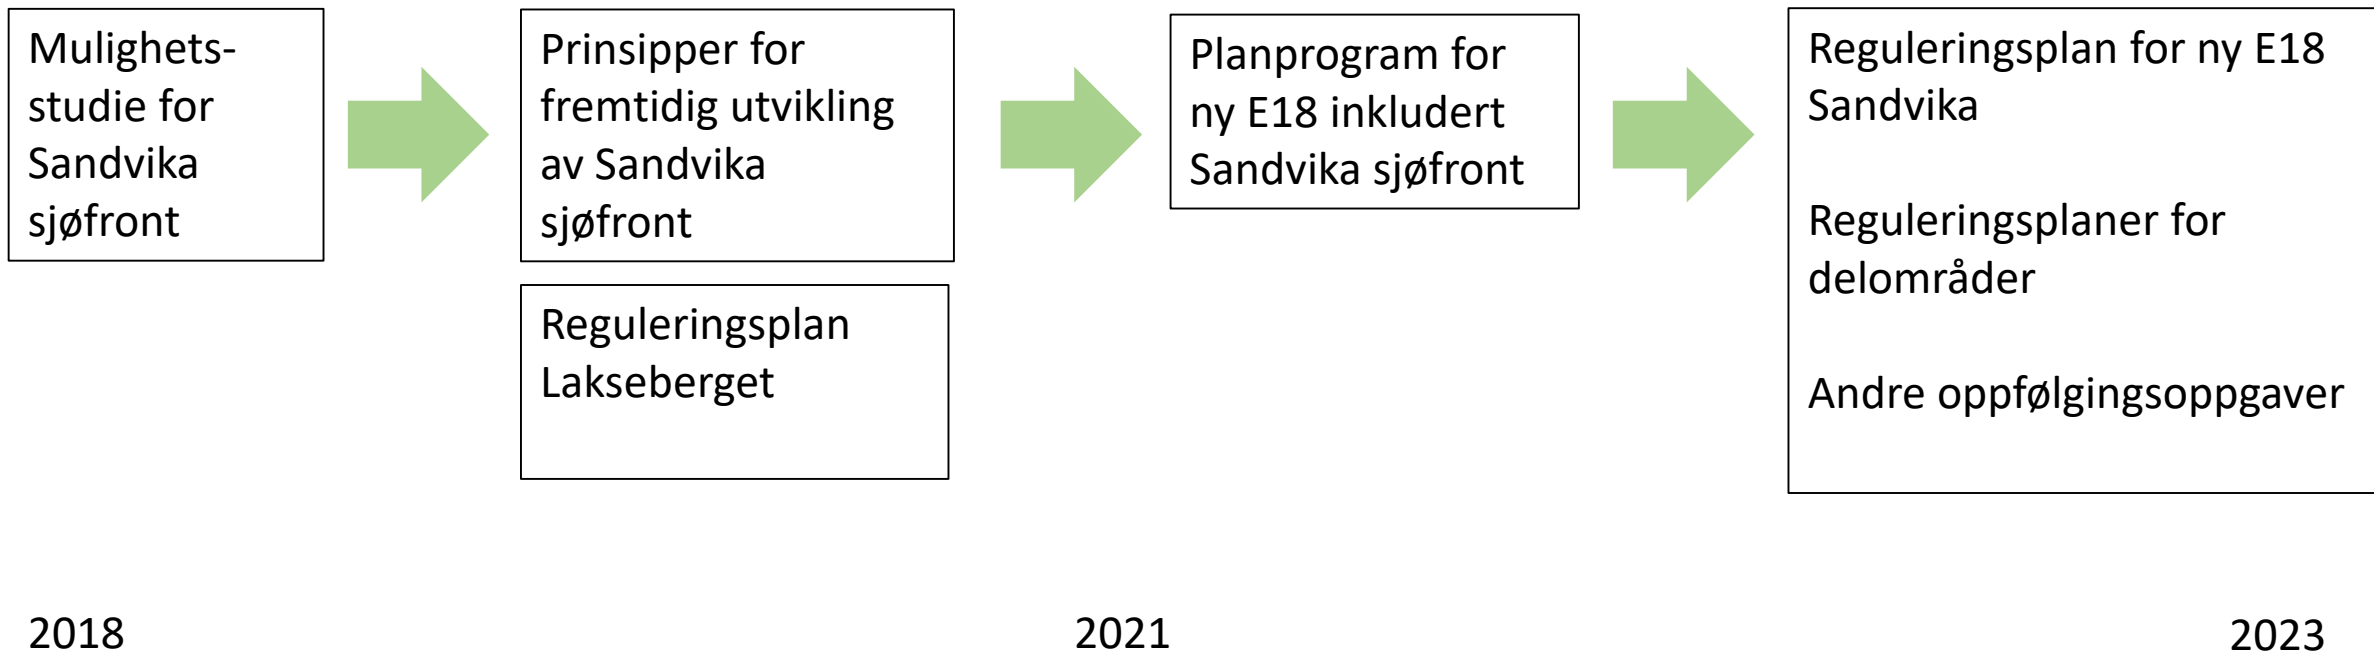 Mulighets-
studie for
Sandvika
sjøfront
Prinsipper for
fremtidig utvikling
av Sandvika
sjøfront
Reguleringsplan
Lakseberget
Planprogram for
ny E18 inkludert
Sandvika sjøfront
Reguleringsplan for ny E18
Sandvika
Reguleringsplaner for
delområder
Andre oppfølgingsoppgaver
2018
2021
2023